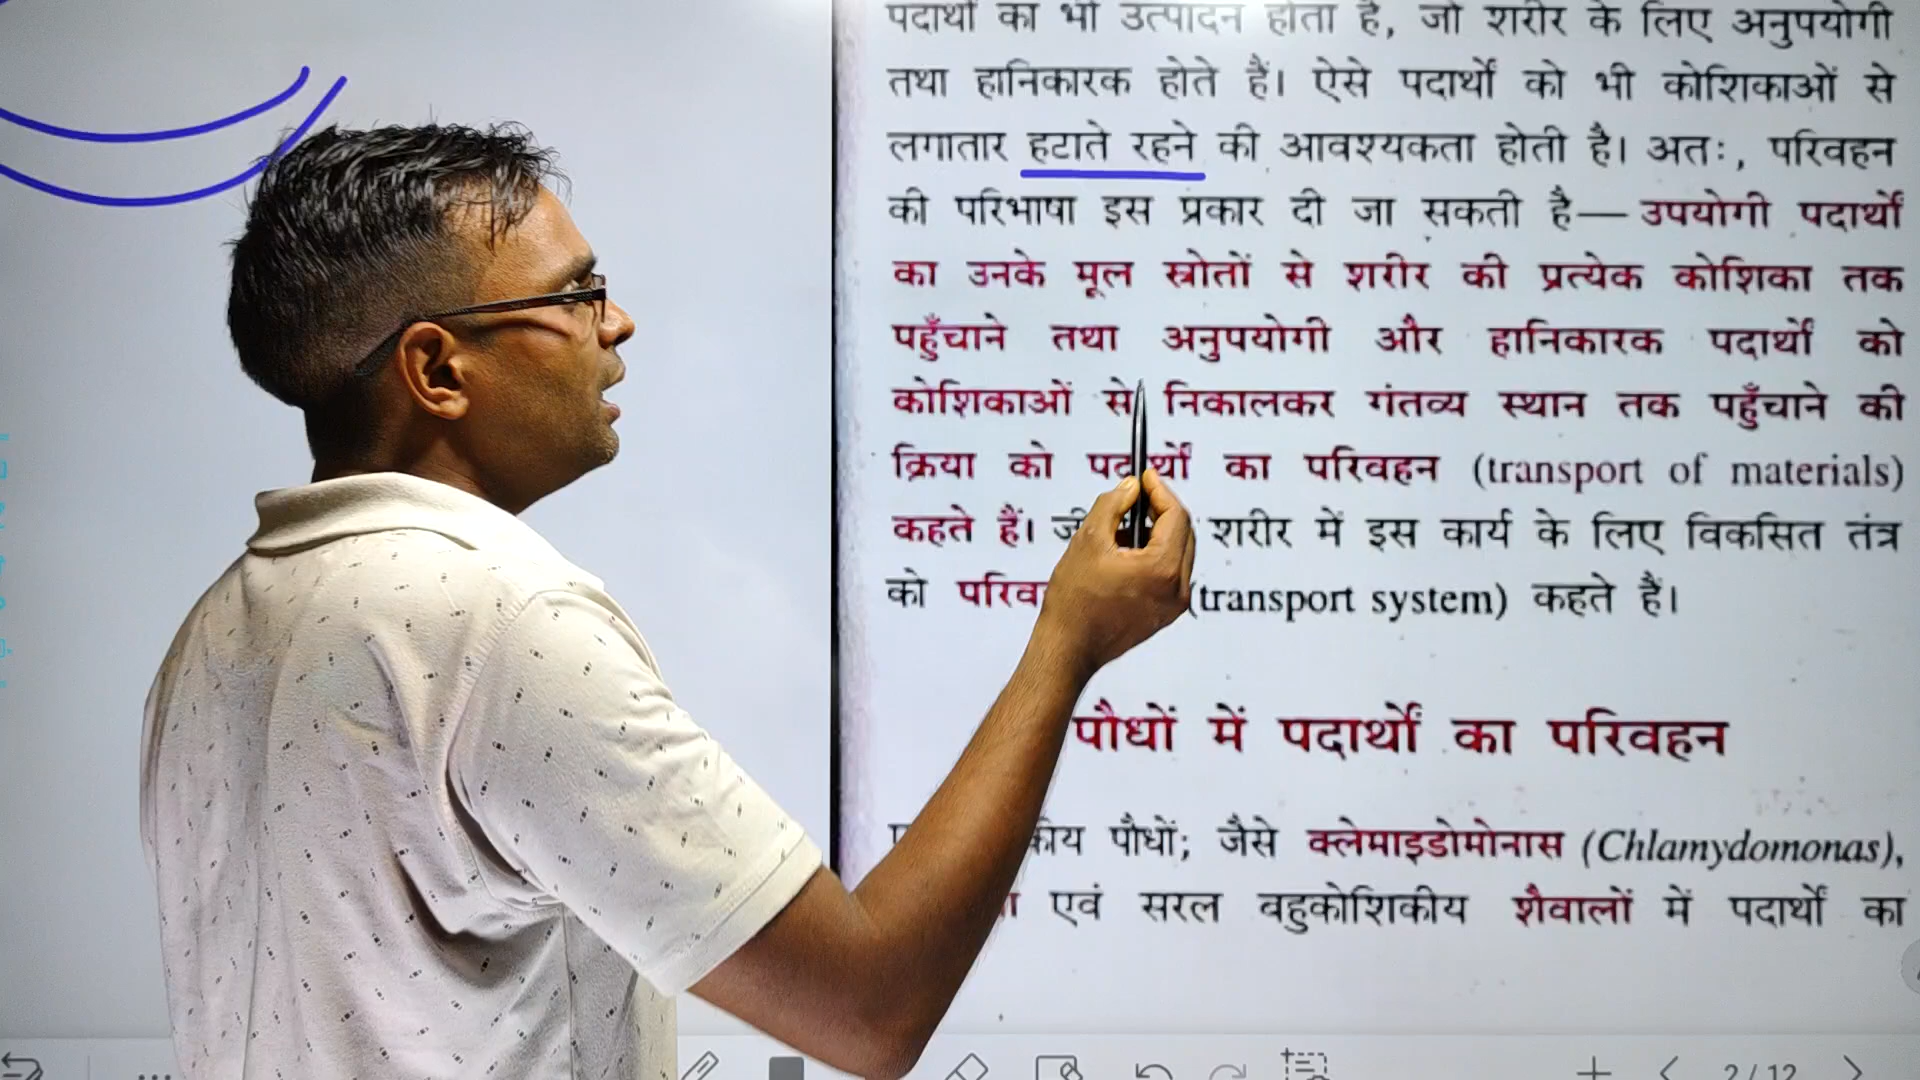 पदार्थों का भी उत्पादन होता है, जो शरीर के लिए अनुपयोगी
तथा हानिकारक होते हैं। ऐसे पदार्थों को भी कोशिकाओं से
लगातार हटाते रहने की आवश्यकता होती है। अतः, परिवहन
की परिभाषा इस प्रकार दी जा सकती है— उपयोगी पदार्थों
का उनके मूल स्त्रोतों से शरीर की प्रत्येक कोशिका तक
पहुँचाने तथा अनुपयोगी और हानिकारक पदार्थों को
कोशिकाओं से निकालकर गंतव्य स्थान तक पहुँचाने की
क्रिया को पदार्थों का परिवहन (transport of materials)
कहते हैं। शरीर में इस कार्य के लिए विकसित तंत्र
को (transport system) कहते हैं।
पौधों में पदार्थों का परिवहन
पौधों; जैसे क्लेमाइडोमोनास (Chlamydomonas),
एवं सरल बहुकोशिकीय शैवालों में पदार्थों का
2/12